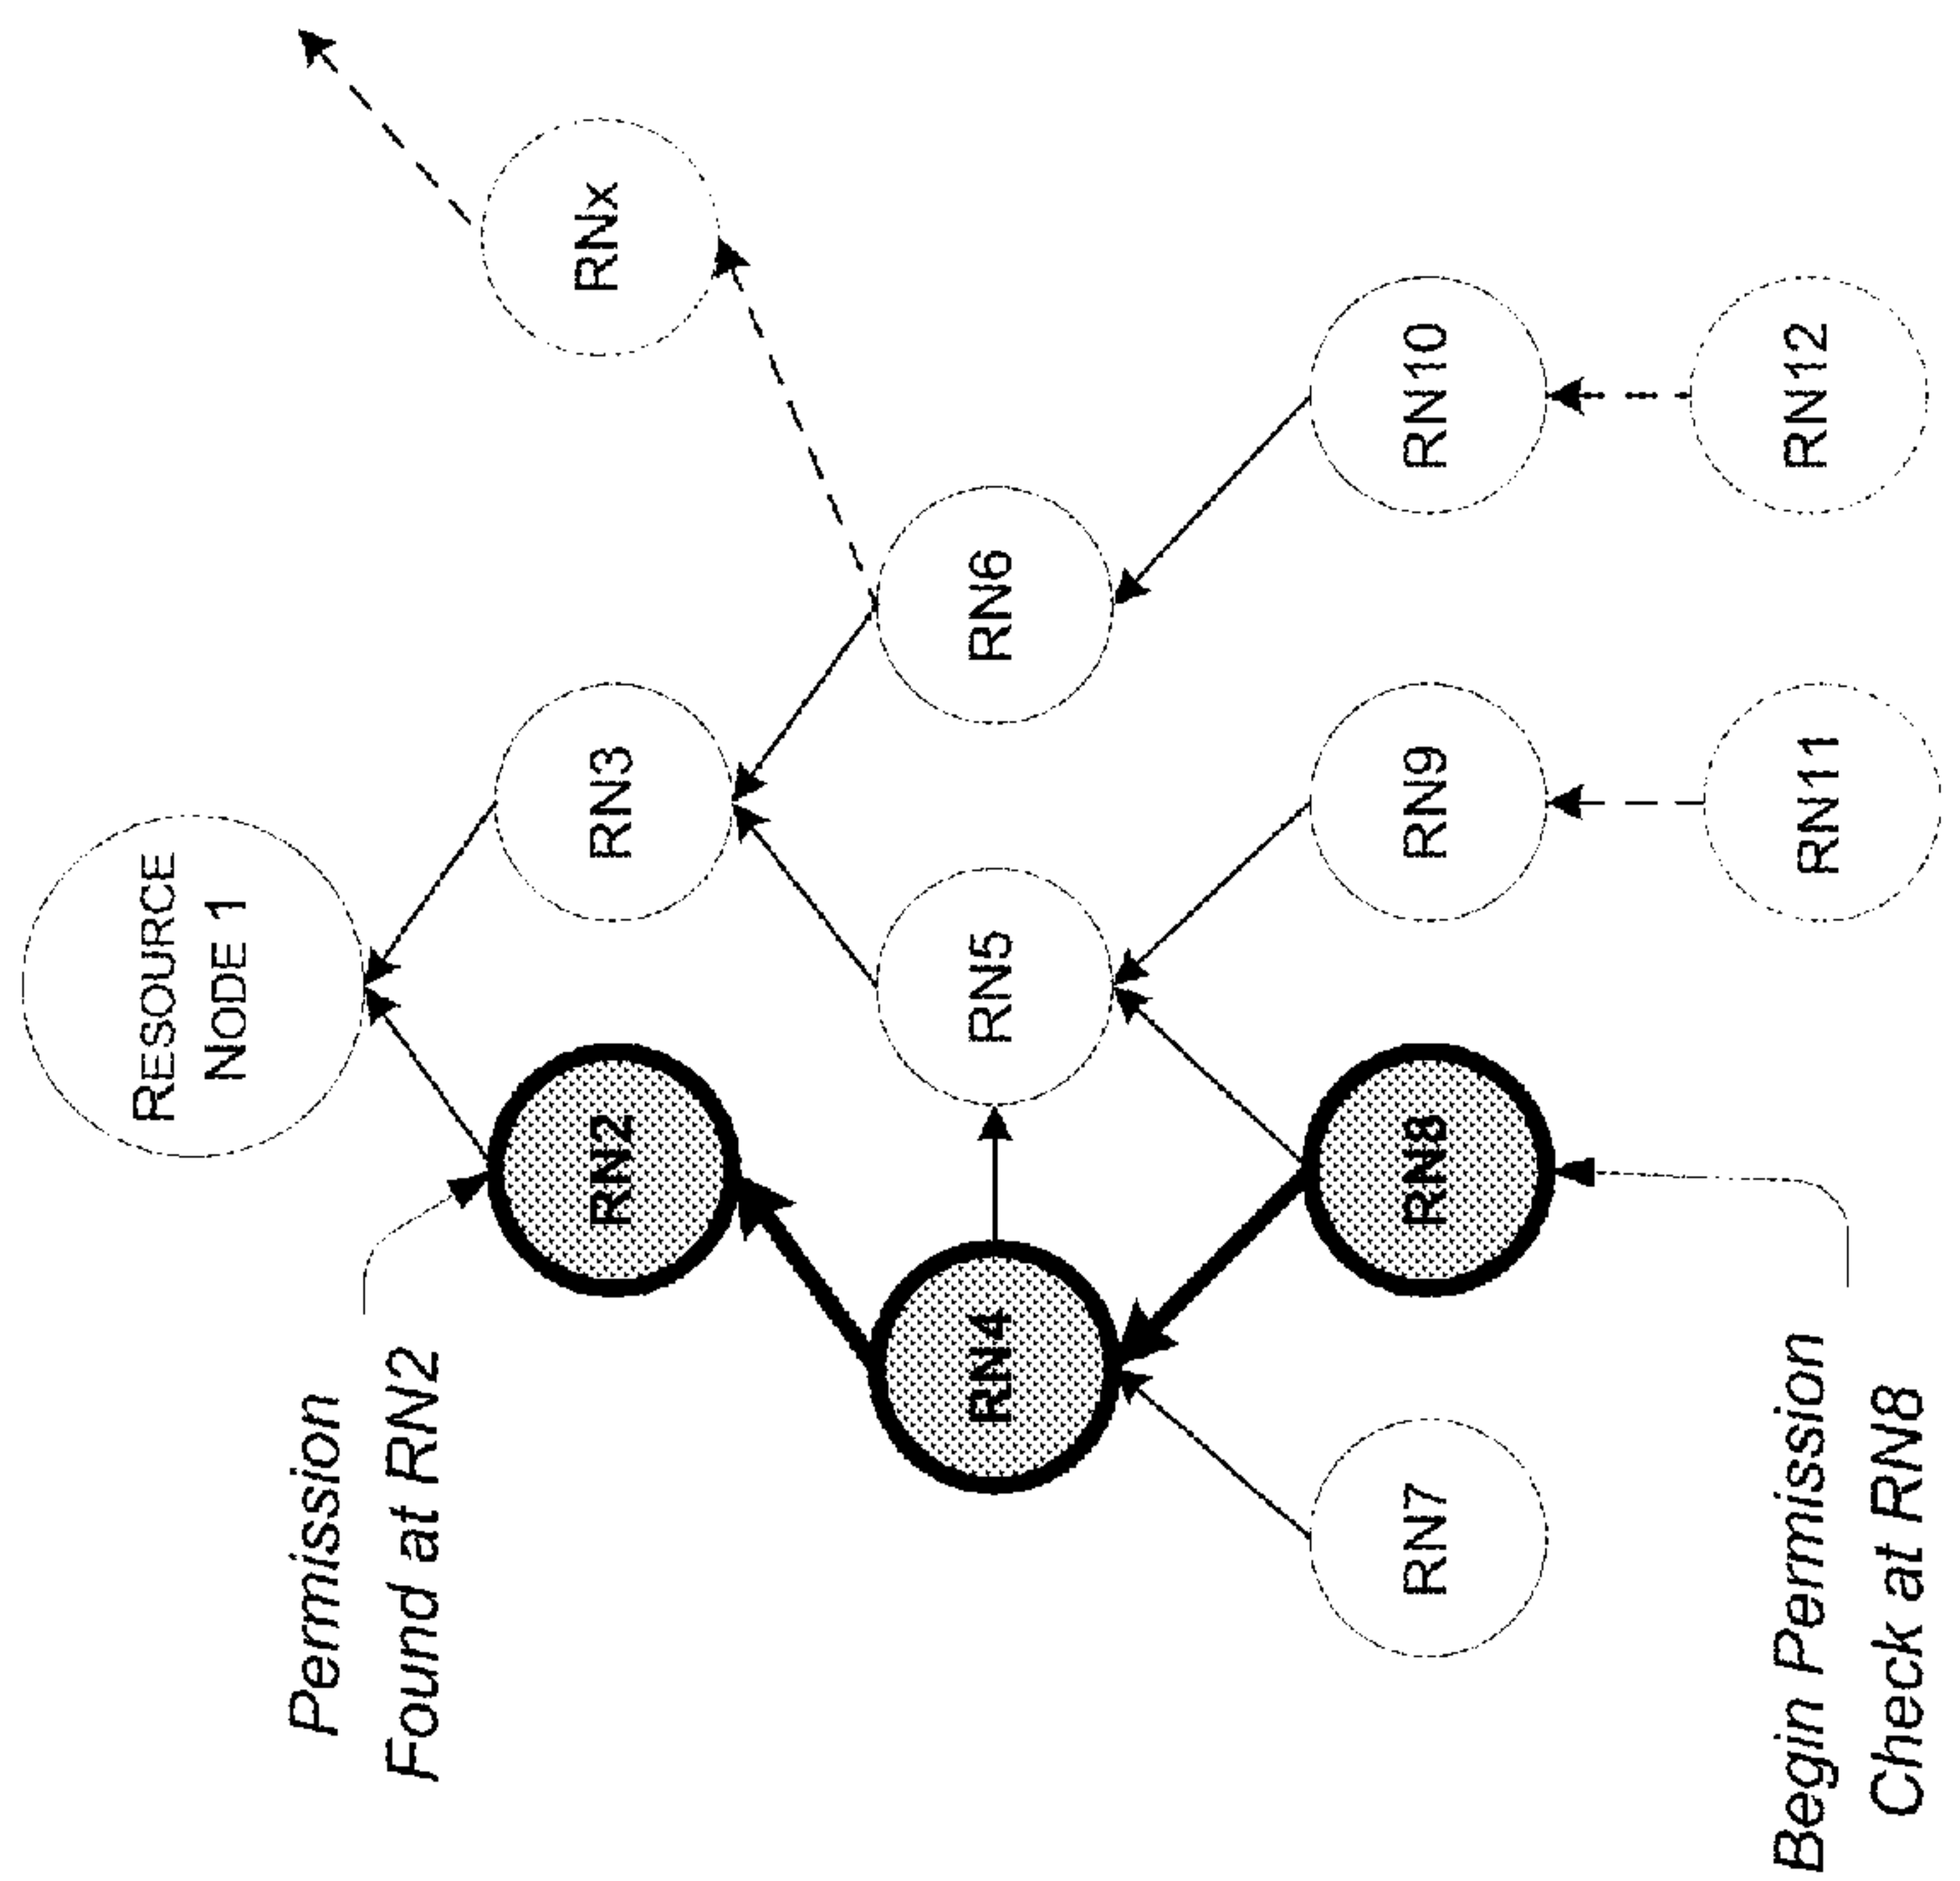 RESOURCE
NODE 1
Permission
Found at RN2
RN2
RN3
RNx
RN4
RN5
RN6
RN7
RN8
RN9
RN10
Begin Permission
Check at RN8
RN11
RN12